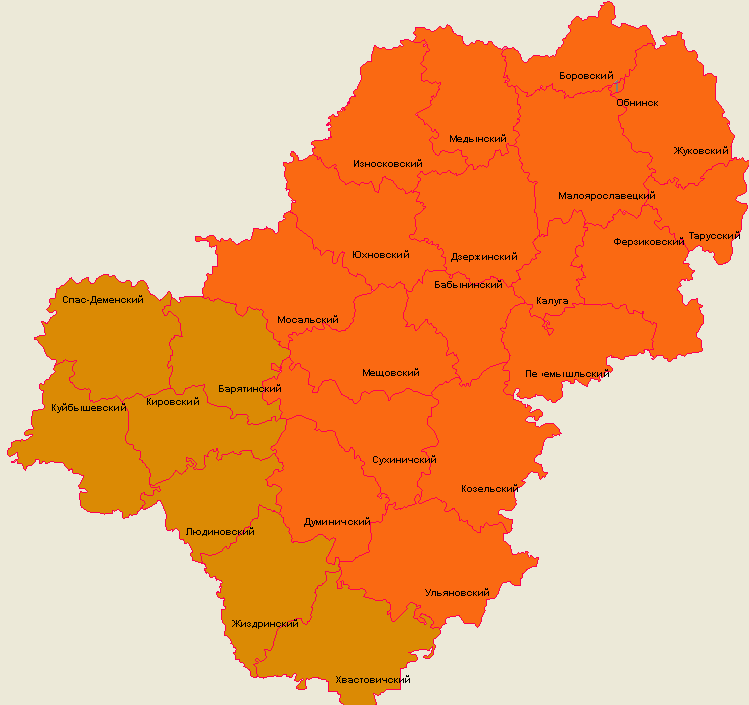 Боровский
Обнинск
Медынский
Жуковский
Износковский
Малоярославецкий
Тарусский
Ферзиковский
Юхновский
Дзержинский
Бабынинский
Спас-Деменский
Калуга
Мосальский
Мещовский
Барятинский
Кировский
Куйбышевский
Сухиничский
Козельский
Думиничский
Людиновский
Ульяновский
Жиздринский
Хвастовичский